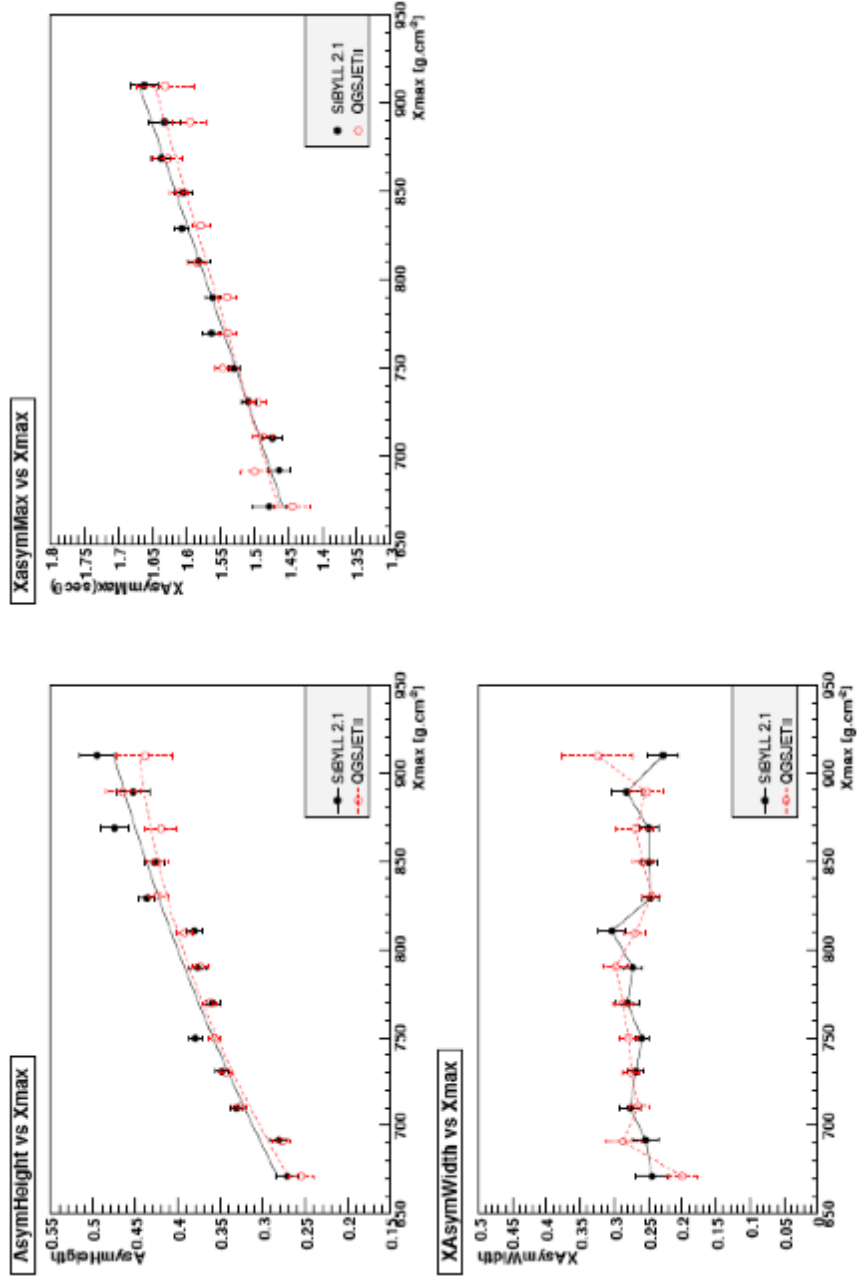 AsymHeight vs Xmax
AsymHeigth
0.55
0.5
0.45
0.4
0.35
0.3
0.25
0.2
0.15
650 700 750 800 850 900 950
Xmax [g.cm-2]
SIBYLL 2.1
QGSJETII
XasymMax vs Xmax
XAsymMax(secθ)
1.8
1.75
1.7
1.65
1.6
1.55
1.5
1.45
1.4
1.35
1.3
650 700 750 800 850 900 950
Xmax [g.cm-2]
SIBYLL 2.1
QGSJETII
XAsymWidth vs Xmax
XAsymWidth
0.5
0.45
0.4
0.35
0.3
0.25
0.2
0.15
0.1
0.05
0
650 700 750 800 850 900 950
Xmax [g.cm-2]
SIBYLL 2.1
QGSJETII